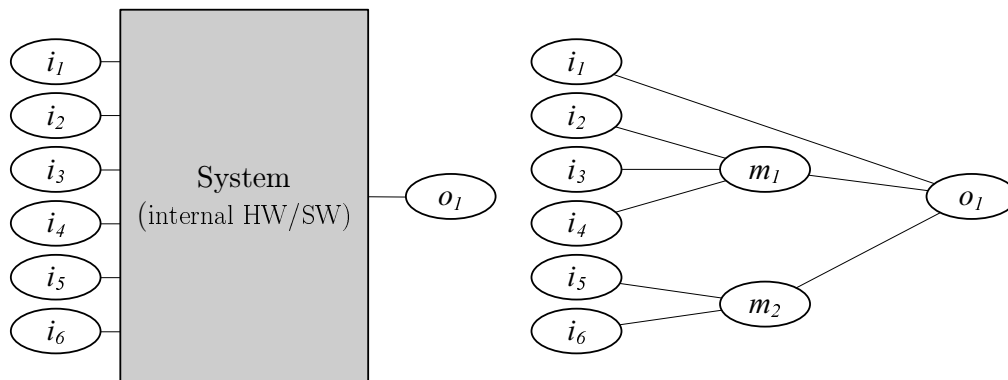 i₁
i₂
i₃
i₄
i₅
i₆
System
(internal HW/SW)
o₁
i₁
i₂
i₃
i₄
i₅
i₆
m₁
m₂
o₁